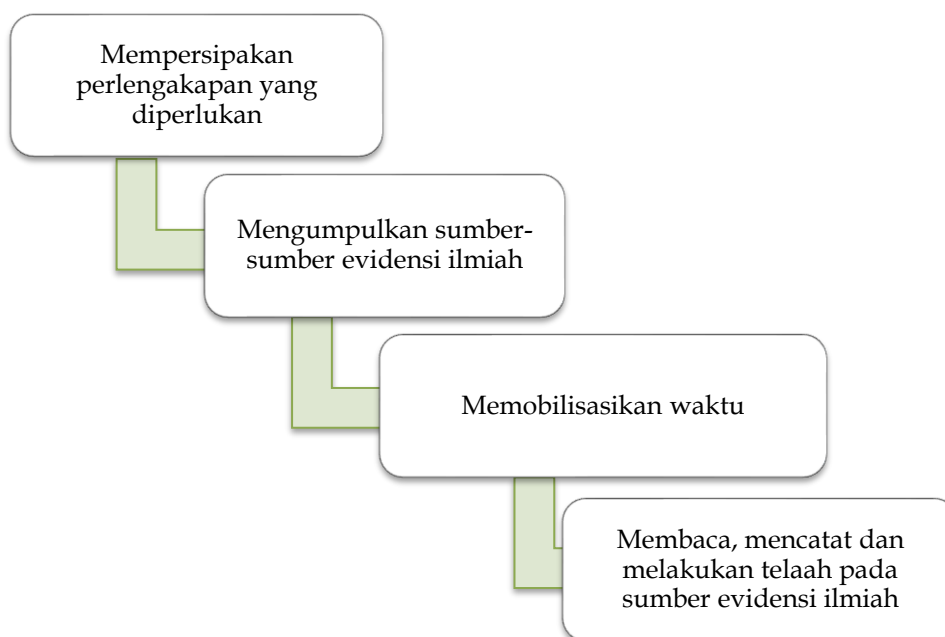 Mempersipakan
perlengakapan yang
diperlukan
Mengumpulkan sumber-
sumber evidensi ilmiah
Memobilisasikan waktu
Membaca, mencatat dan
melakukan telaah pada
sumber evidensi ilmiah